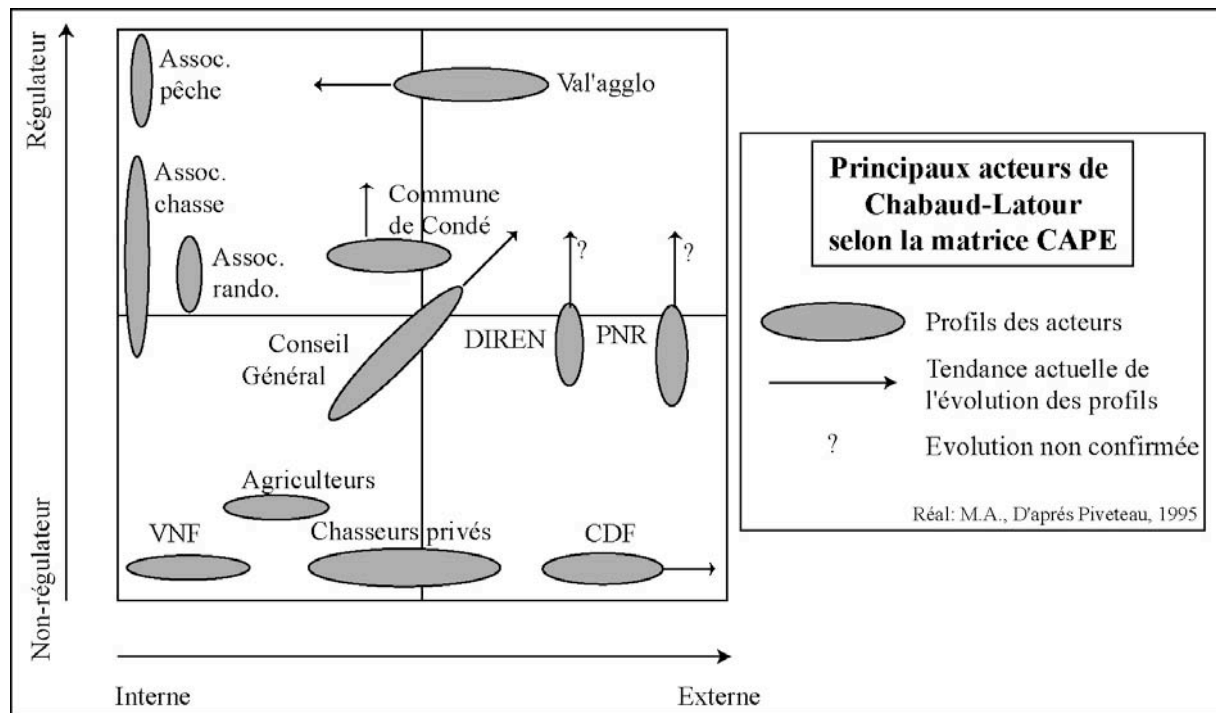 Régulateur
Non-régulateur
Assoc.
pêche
Val'agglo
Assoc.
chasse
Commune
de Condé
Assoc.
rando.
?
?
Conseil
Général
DIREN
PNR
Agriculteurs
VNF
Chasseurs privés
CDF
Interne
Externe
Principaux acteurs de
Chabaud-Latour
selon la matrice CAPE
Profils des acteurs
Tendance actuelle de
l'évolution des profils
?
Evolution non confirmée
Réal: M.A., D'aprés Piveteau, 1995